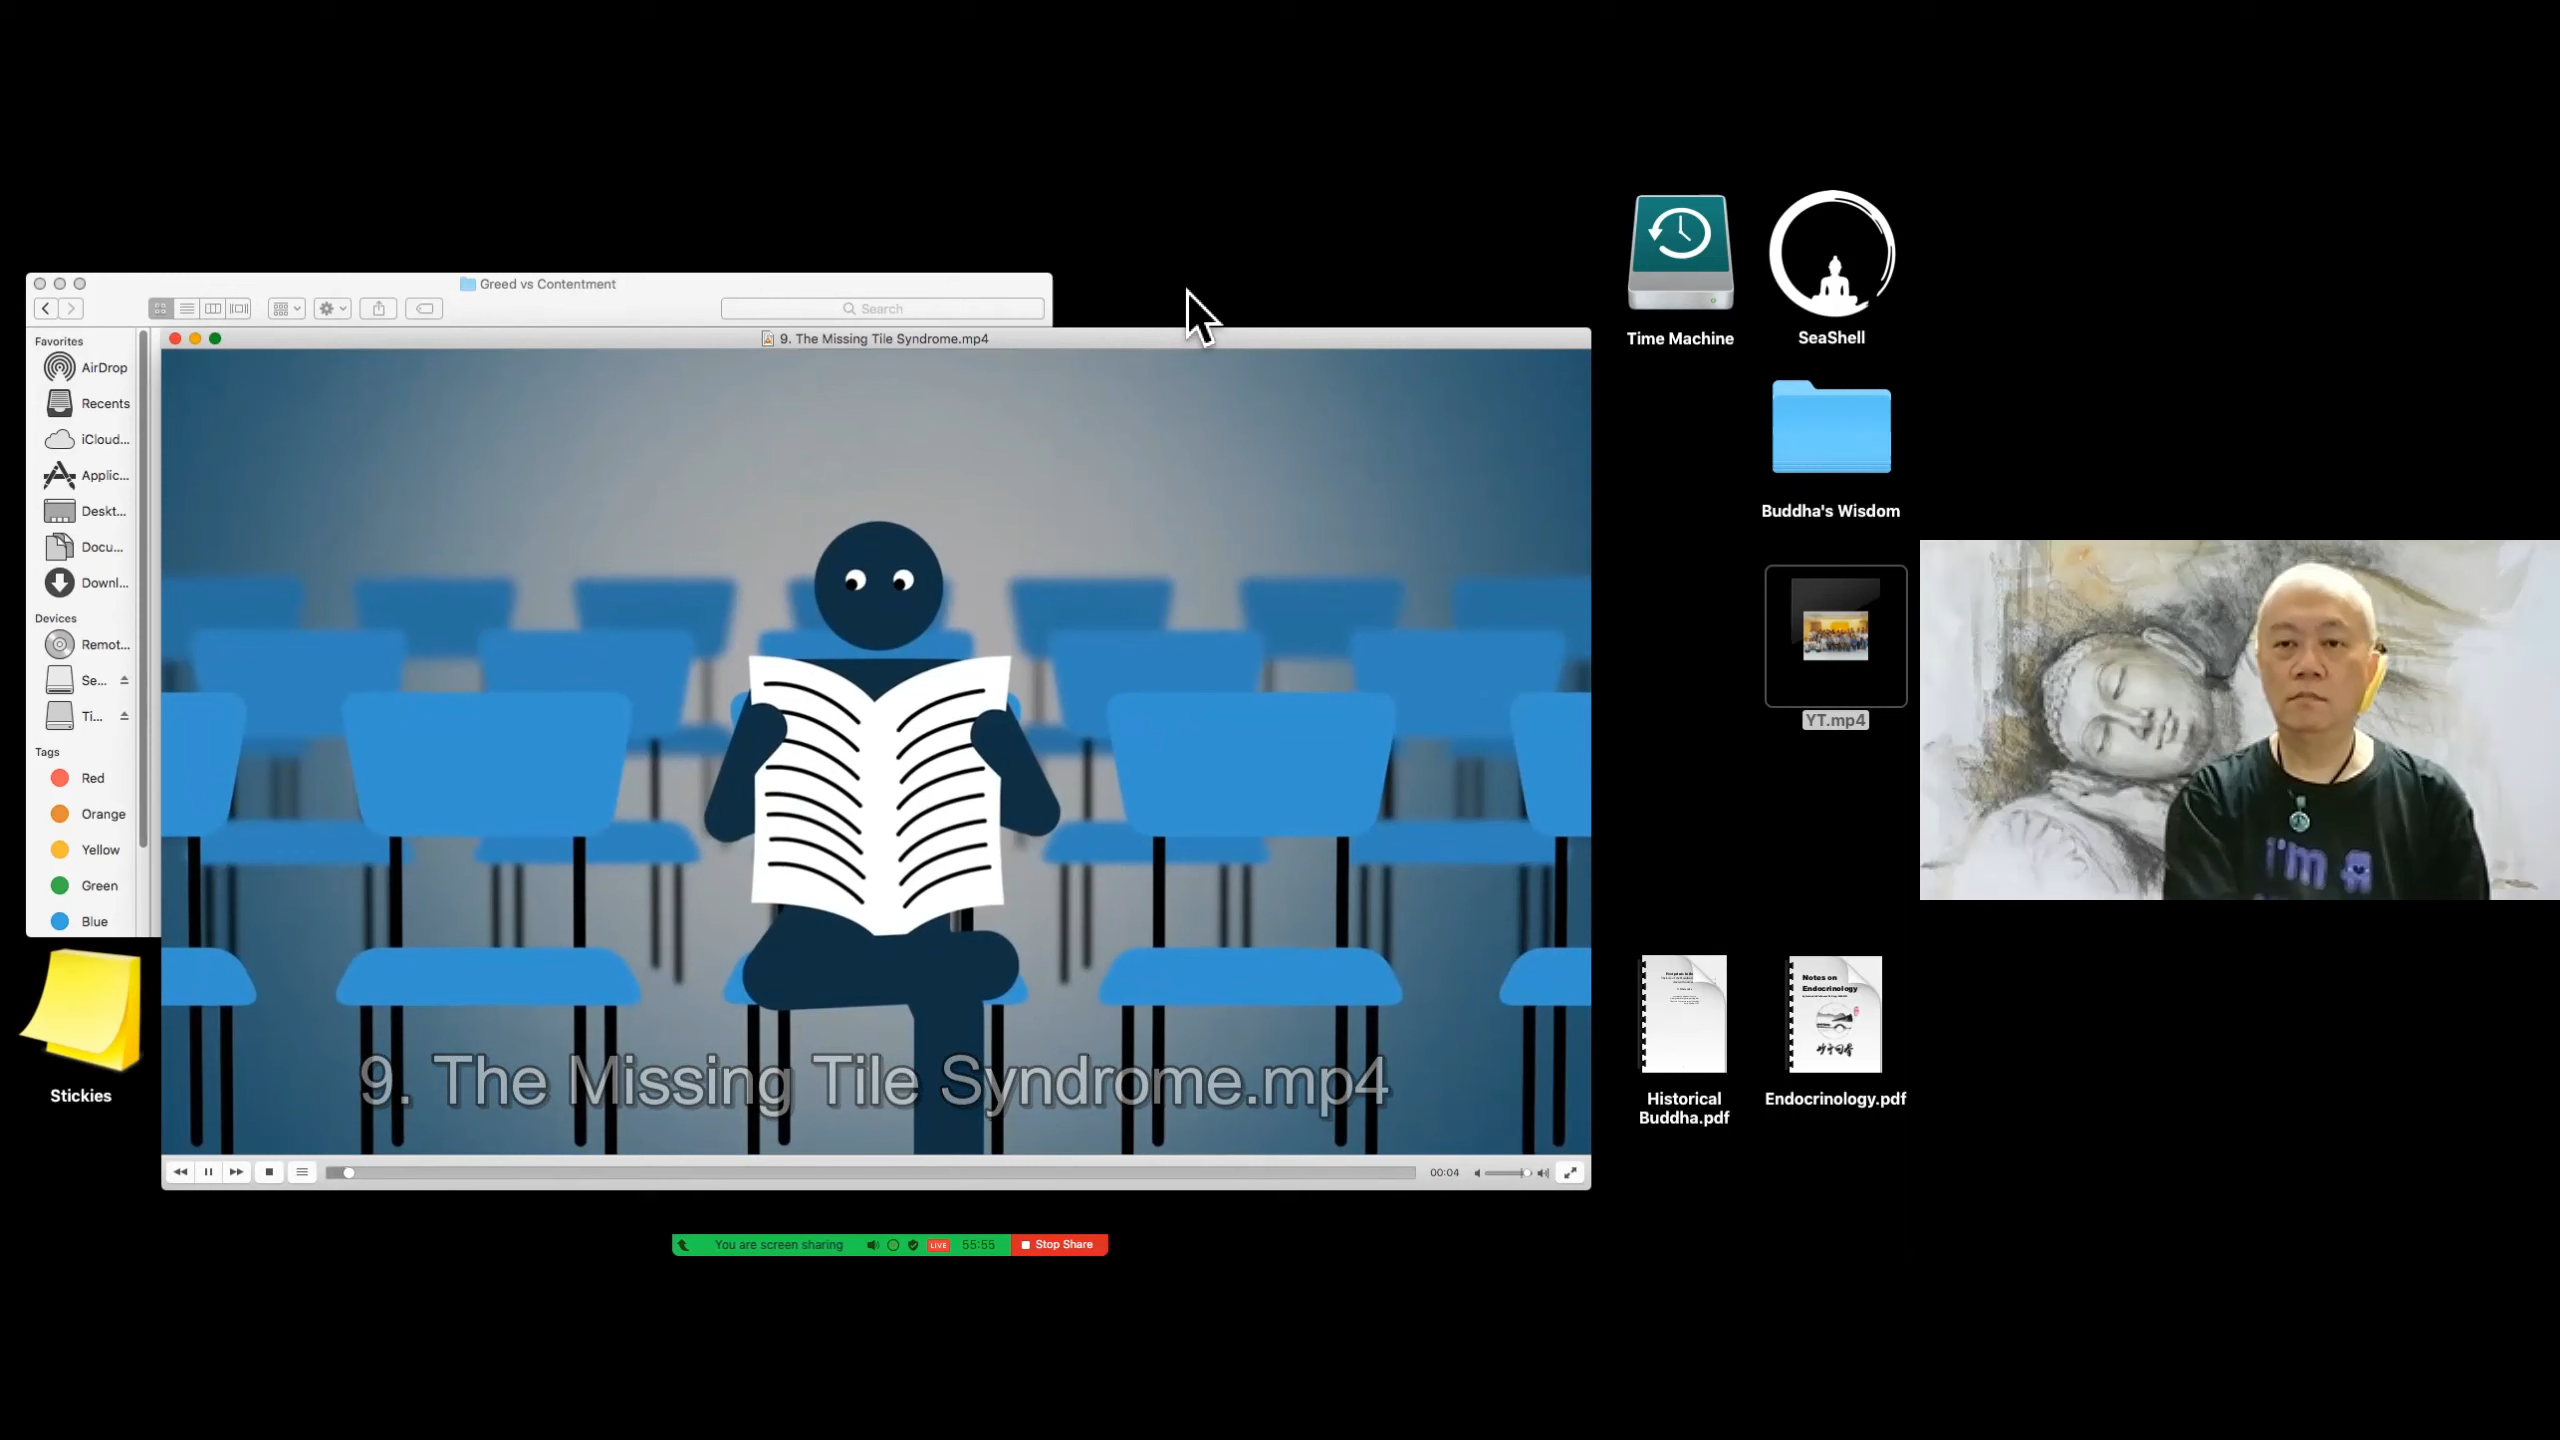 Greed vs Contentment
Search
Favorites
AirDrop
Recents
iCloud...
Applic...
Deskt...
Docu...
Downl...
Devices
Remot...
Se...
Ti...
Tags
Red
Orange
Yellow
Green
Blue
9. The Missing Tile Syndrome.mp4
9. The Missing Tile Syndrome.mp4
00:04
Stickies
You are screen sharing
LIVE
55:55
Stop Share
Time Machine
SeaShell
Buddha's Wisdom
YT.mp4
i'm a
Notes on
Endocrinology
Historical
Buddha.pdf
Endocrinology.pdf